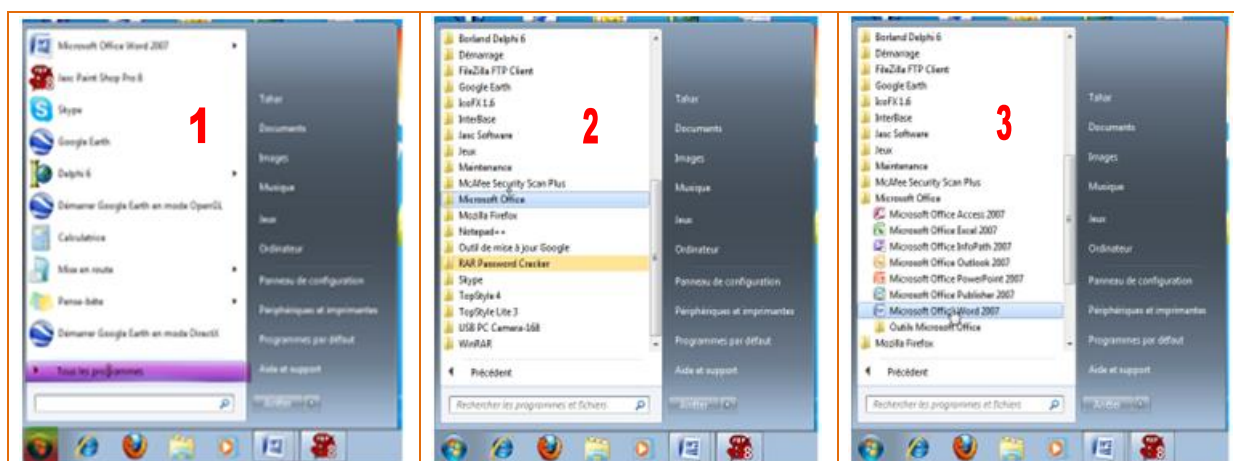 1
Microsoft Office Word 2007
Jasc Paint Shop Pro 8
Skype
Google Earth
Delphi 6
Démarrer Google Earth en mode OpenGL
Calculatrice
Mise en route
Pense-bête
Démarrer Google Earth en mode DirectX
Tous les programmes
Tahar
Documents
Images
Musique
Jeux
Ordinateur
Panneau de configuration
Périphériques et imprimantes
Programmes par défaut
Aide et support
Arrêter
2
Borland Delphi 6
Démarrage
FileZilla FTP Client
Google Earth
IcoFX 1.6
InterBase
Jasc Software
Jeux
Maintenance
McAfee Security Scan Plus
Microsoft Office
Mozilla Firefox
Notepad++
Outil de mise à jour Google
RAR Password Cracker
Skype
TopStyle 4
TopStyle Lite 3
USB PC Camera-168
WinRAR
Précédent
Rechercher les programmes et fichiers
Tahar
Documents
Images
Musique
Jeux
Ordinateur
Panneau de configuration
Périphériques et imprimantes
Programmes par défaut
Aide et support
Arrêter
3
Borland Delphi 6
Démarrage
FileZilla FTP Client
Google Earth
IcoFX 1.6
InterBase
Jasc Software
Jeux
Maintenance
McAfee Security Scan Plus
Microsoft Office
Microsoft Office Access 2007
Microsoft Office Excel 2007
Microsoft Office InfoPath 2007
Microsoft Office Outlook 2007
Microsoft Office PowerPoint 2007
Microsoft Office Publisher 2007
Microsoft Office Word 2007
Outils Microsoft Office
Mozilla Firefox
Précédent
Rechercher les programmes et fichiers
Tahar
Documents
Images
Musique
Jeux
Ordinateur
Panneau de configuration
Périphériques et imprimantes
Programmes par défaut
Aide et support
Arrêter